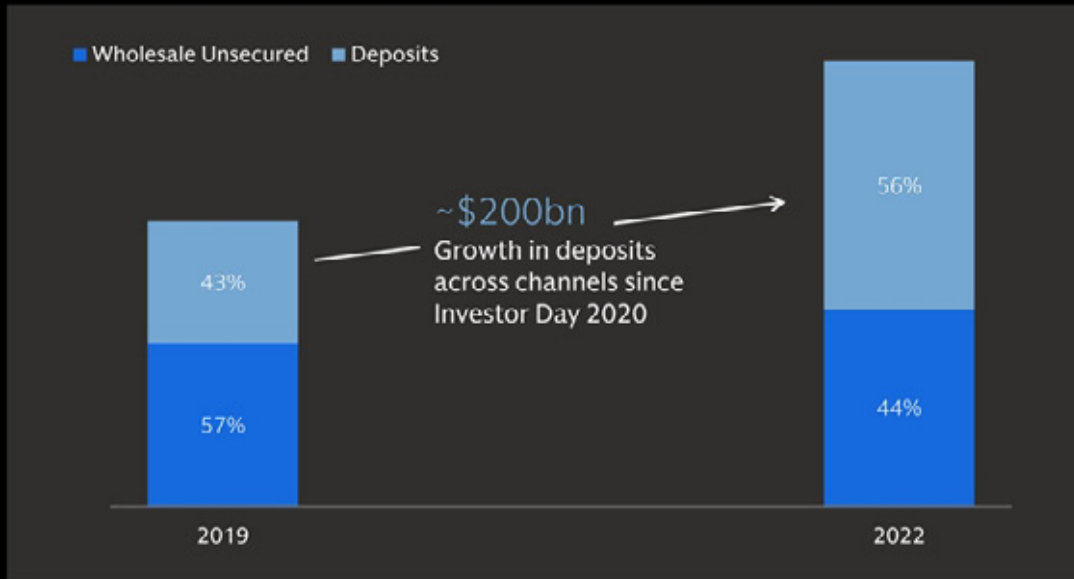 Wholesale Unsecured Deposits
56%
~$200bn
Growth in deposits
across channels since
Investor Day 2020
43%
44%
57%
2019 2022